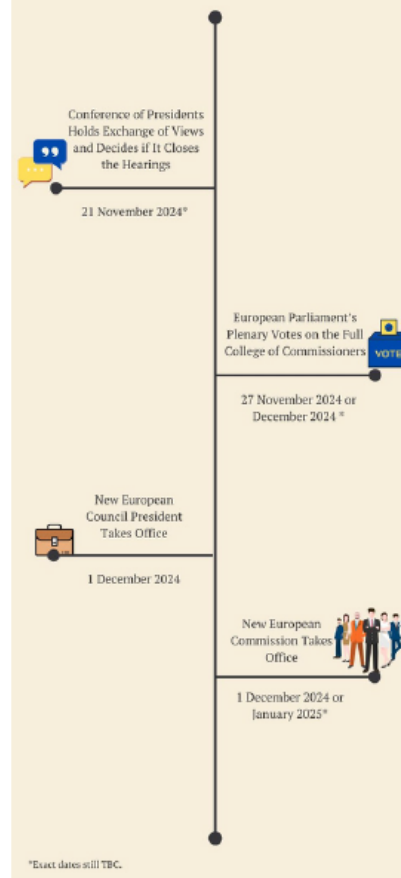 Conference of Presidents
Holds Exchange of Views
and Decides if It Closes
the Hearings
21 November 2024*
European Parliament's
Plenary Votes on the Full
College of Commissioners
VOTE
27 November 2024 or
December 2024 *
New European
Council President
Takes Office
1 December 2024
New European
Commission Takes
Office
1 December 2024 or
January 2025*
*Exact dates still TBC.